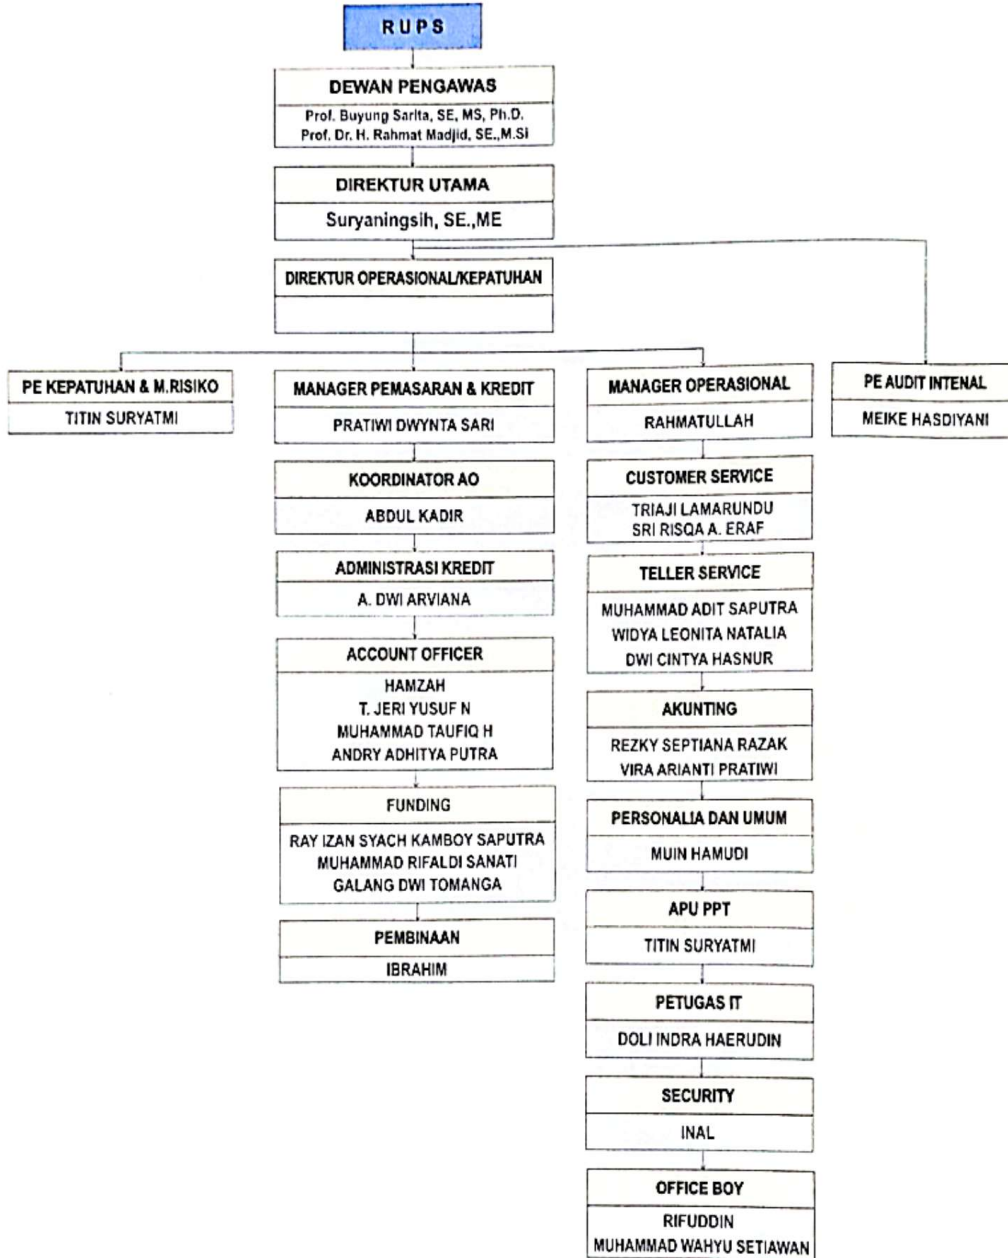 RUPS
DEWAN PENGAWAS
Prof. Buyung Sarita, SE, MS, Ph.D.
Prof. Dr. H. Rahmat Madjid, SE.,M.Si
DIREKTUR UTAMA
Suryaningsih, SE.,ME
DIREKTUR OPERASIONAL/KEPATUHAN
PE KEPATUHAN & M.RISIKO
TITIN SURYATMI
MANAGER PEMASARAN & KREDIT
PRATIWI DWYNTA SARI
KOORDINATOR AO
ABDUL KADIR
ADMINISTRASI KREDIT
A. DWI ARVIANA
ACCOUNT OFFICER
HAMZAH
T. JERI YUSUF N
MUHAMMAD TAUFIQ H
ANDRY ADHITYA PUTRA
FUNDING
RAY IZAN SYACH KAMBOY SAPUTRA
MUHAMMAD RIFALDI SANATI
GALANG DWI TOMANGA
PEMBINAAN
IBRAHIM
MANAGER OPERASIONAL
RAHMATULLAH
CUSTOMER SERVICE
TRIAJI LAMARUNDU
SRI RISQA A. ERAF
TELLER SERVICE
MUHAMMAD ADIT SAPUTRA
WIDYA LEONITA NATALIA
DWI CINTYA HASNUR
AKUNTING
REZKY SEPTIANA RAZAK
VIRA ARIANTI PRATIWI
PERSONALIA DAN UMUM
MUIN HAMUDI
APU PPT
TITIN SURYATMI
PETUGAS IT
DOLI INDRA HAERUDIN
SECURITY
INAL
OFFICE BOY
RIFUDDIN
MUHAMMAD WAHYU SETIAWAN
PE AUDIT INTENAL
MEIKE HASDIYANI